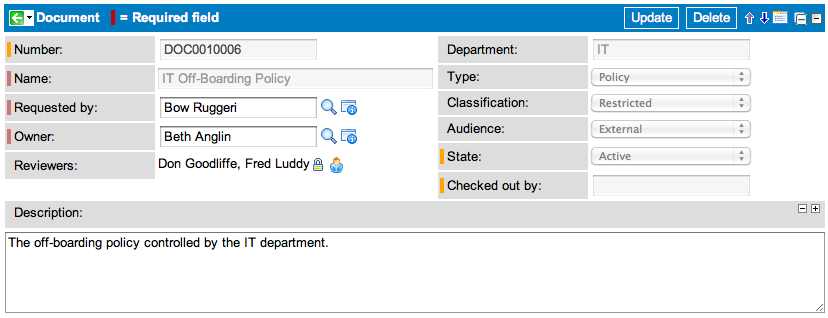 Document = Required field Update Delete
Number: DOC0010006
Name: IT Off-Boarding Policy
Requested by: Bow Ruggeri
Owner: Beth Anglin
Reviewers: Don Goodliffe, Fred Luddy
Department: IT
Type: Policy
Classification: Restricted
Audience: External
State: Active
Checked out by:
Description:
The off-boarding policy controlled by the IT department.